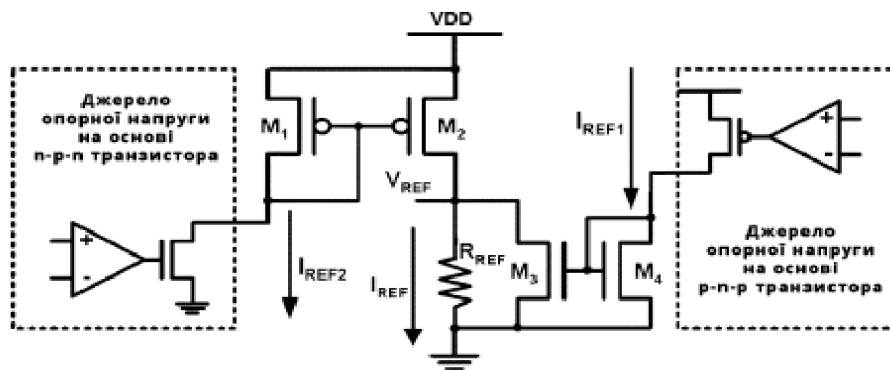 VDD
Джерело
опорної напруги
на основі
n-p-n транзистора
M1
M2
IREF1
+
-
VREF
+
-
IREF2
IREF
RREF
M3
M4
Джерело
опорної напруги
на основі
p-n-p транзистора